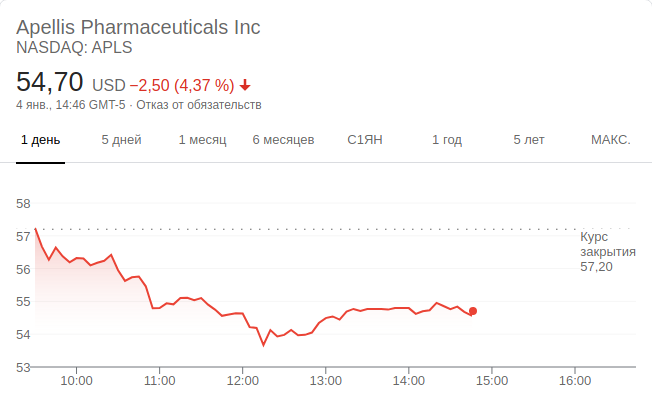 Apellis Pharmaceuticals Inc
NASDAQ: APLS
54,70 USD −2,50 (4,37 %)
4 янв., 14:46 GMT-5 · Отказ от обязательств
1 день 5 дней 1 месяц 6 месяцев С1ЯН 1 год 5 лет МАКС.
58
57
Курс
закрытия
57,20
56
55
54
53
10:00 11:00 12:00 13:00 14:00 15:00 16:00